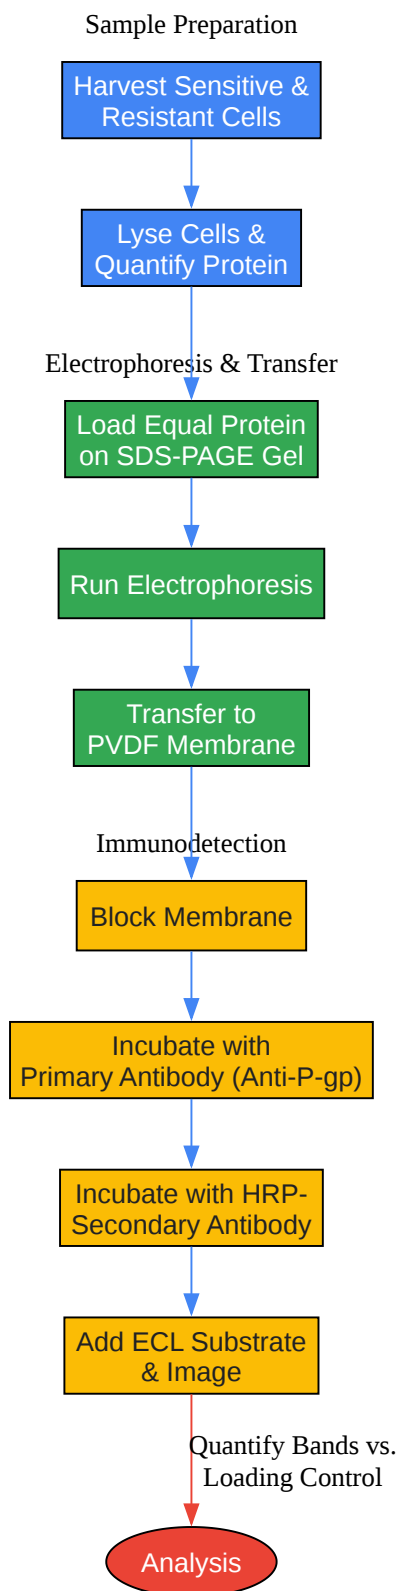 Sample Preparation
Harvest Sensitive &
Resistant Cells
Lyse Cells &
Quantify Protein
Electrophoresis & Transfer
Load Equal Protein
on SDS-PAGE Gel
Run Electrophoresis
Transfer to
PVDF Membrane
Immunodetection
Block Membrane
Incubate with
Primary Antibody (Anti-P-gp)
Incubate with HRP-
Secondary Antibody
Add ECL Substrate
& Image
Quantify Bands vs.
Loading Control
Analysis